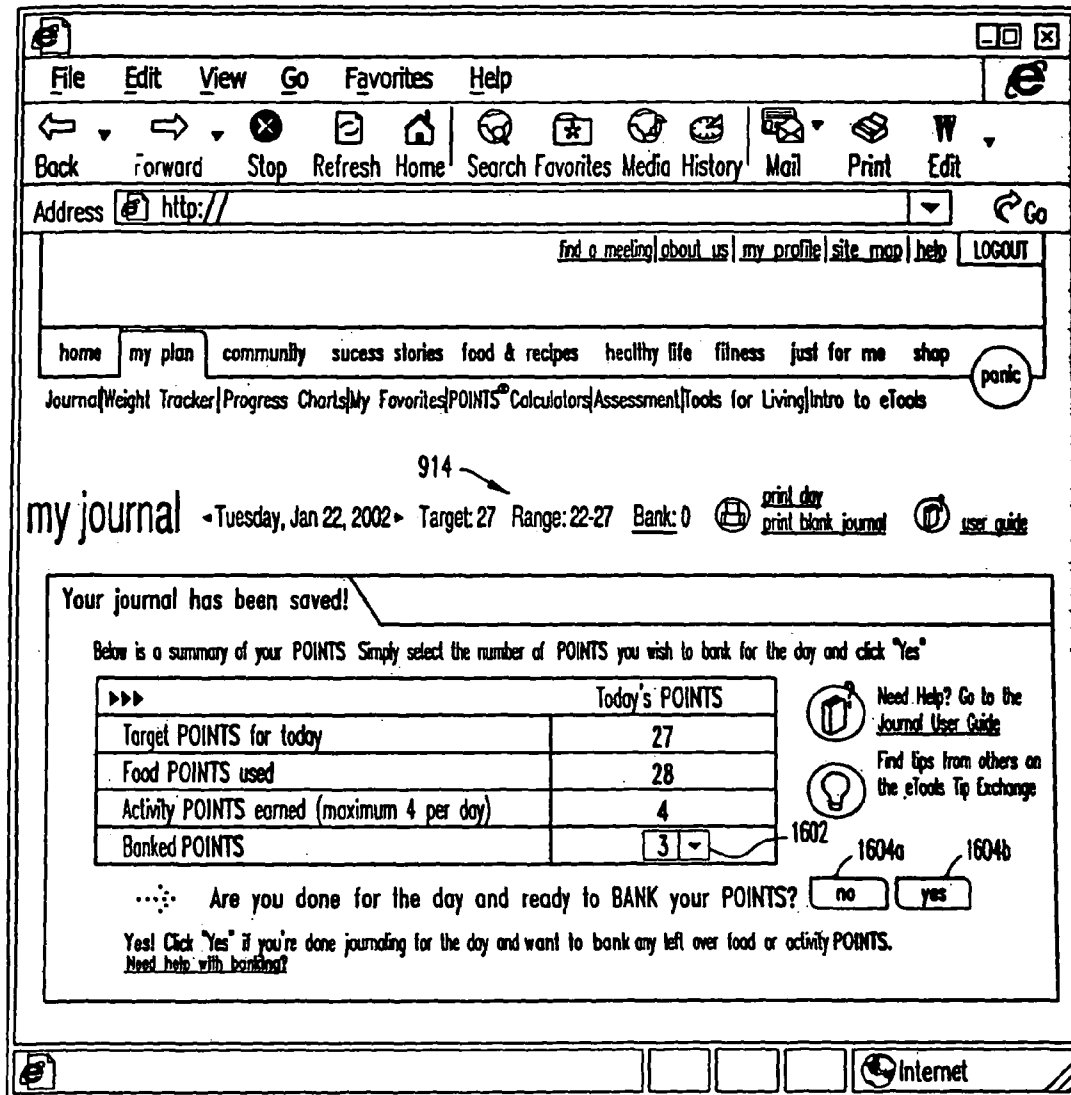 File Edit View Go Favorites Help
Back Forward Stop Refresh Home Search Favorites Media History Mail Print Edit
Address http:// Go
find a meeting| about us| my profile| site map| help LOGOUT
home my plan community sucess stories food & recipes healthy life fitness just for me shop panic
Journal|Weight Tracker|Progress Charts|My Favorites|POINTS® Calculators|Assessment|Tools for Living|Intro to eTools
914
my journal ◂Tuesday, Jan 22, 2002▸ Target: 27 Range: 22-27 Bank: 0 print day
print blank journal user guide
Your journal has been saved!
Below is a summary of your POINTS Simply select the number of POINTS you wish to bank for the day and click "Yes"
▸▸▸ Today's POINTS
Target POINTS for today 27
Food POINTS used 28
Activity POINTS earned (maximum 4 per day) 4
Banked POINTS 3
Need Help? Go to the
Journal User Guide
Find tips from others on
the eTools Tip Exchange
1602
1604a 1604b
Are you done for the day and ready to BANK your POINTS? no yes
Yes! Click "Yes" if you're done journaling for the day and want to bank any left over food or activity POINTS.
Need help with banking?
Internet